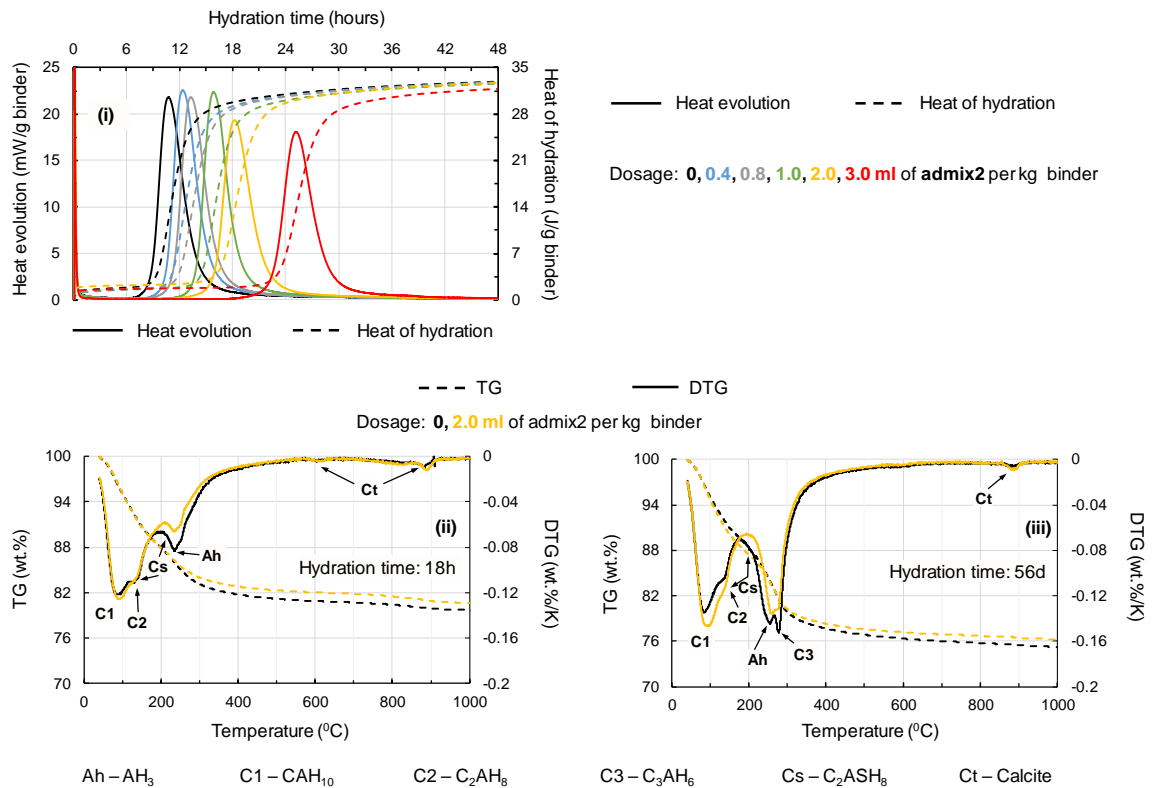 Hydration time (hours)
0 6 12 18 24 30 36 42 48
Heat evolution (mW/g binder)
25
20
15
10
5
0
(i)
35
28
21
14
7
0
Heat of hydration (J/g binder)
Heat evolution Heat of hydration
Heat evolution Heat of hydration
Dosage: 0, 0.4, 0.8, 1.0, 2.0, 3.0 ml of admix2 per kg binder
TG DTG
Dosage: 0, 2.0 ml of admix2 per kg binder
TG (wt.%)
100
94
88
82
76
70
C1
C2
Cs
Ah
Ct
(ii)
Hydration time: 18h
0
-0.04
-0.08
-0.12
-0.16
-0.2
DTG (wt.%/K)
0 200 400 600 800 1000
Temperature (⁰C)
TG (wt.%)
100
94
88
82
76
70
C1
C2
Cs
Ah
C3
Ct
(iii)
Hydration time: 56d
0
-0.04
-0.08
-0.12
-0.16
-0.2
DTG (wt.%/K)
0 200 400 600 800 1000
Temperature (⁰C)
Ah – AH₃ C1 – CAH₁₀ C2 – C₂AH₈ C3 – C₃AH₆ Cs – C₂ASH₈ Ct – Calcite